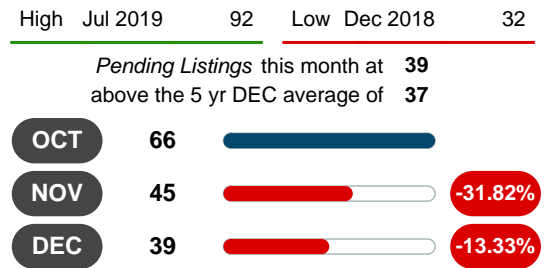 High Jul 2019 92 Low Dec 2018 32
Pending Listings this month at 39
above the 5 yr DEC average of 37
OCT 66
NOV 45 -31.82%
DEC 39 -13.33%